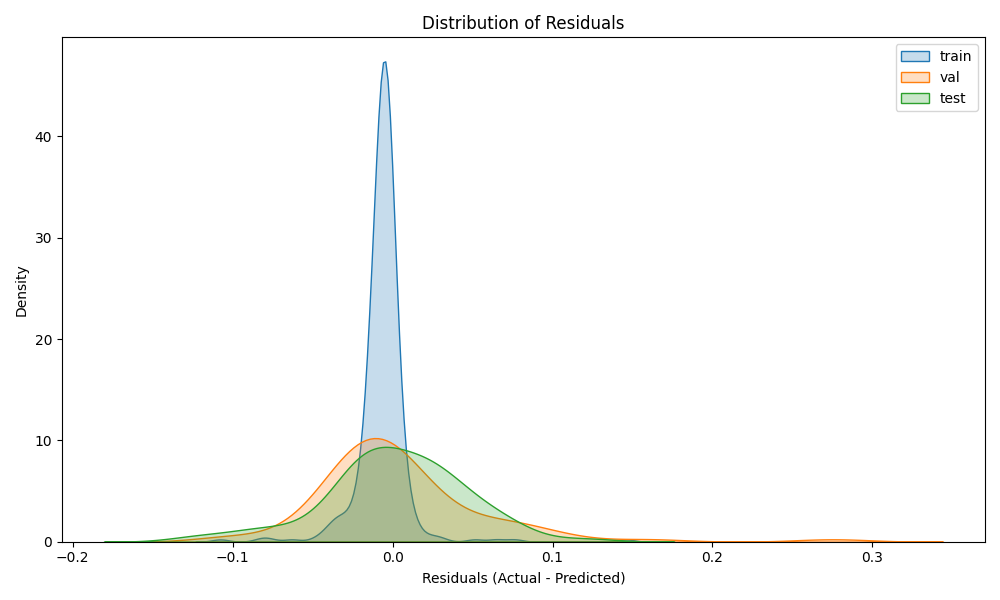 Distribution of Residuals
train
val
test
Density
40
30
20
10
0
−0.2
−0.1
0.0
0.1
0.2
0.3
Residuals (Actual - Predicted)